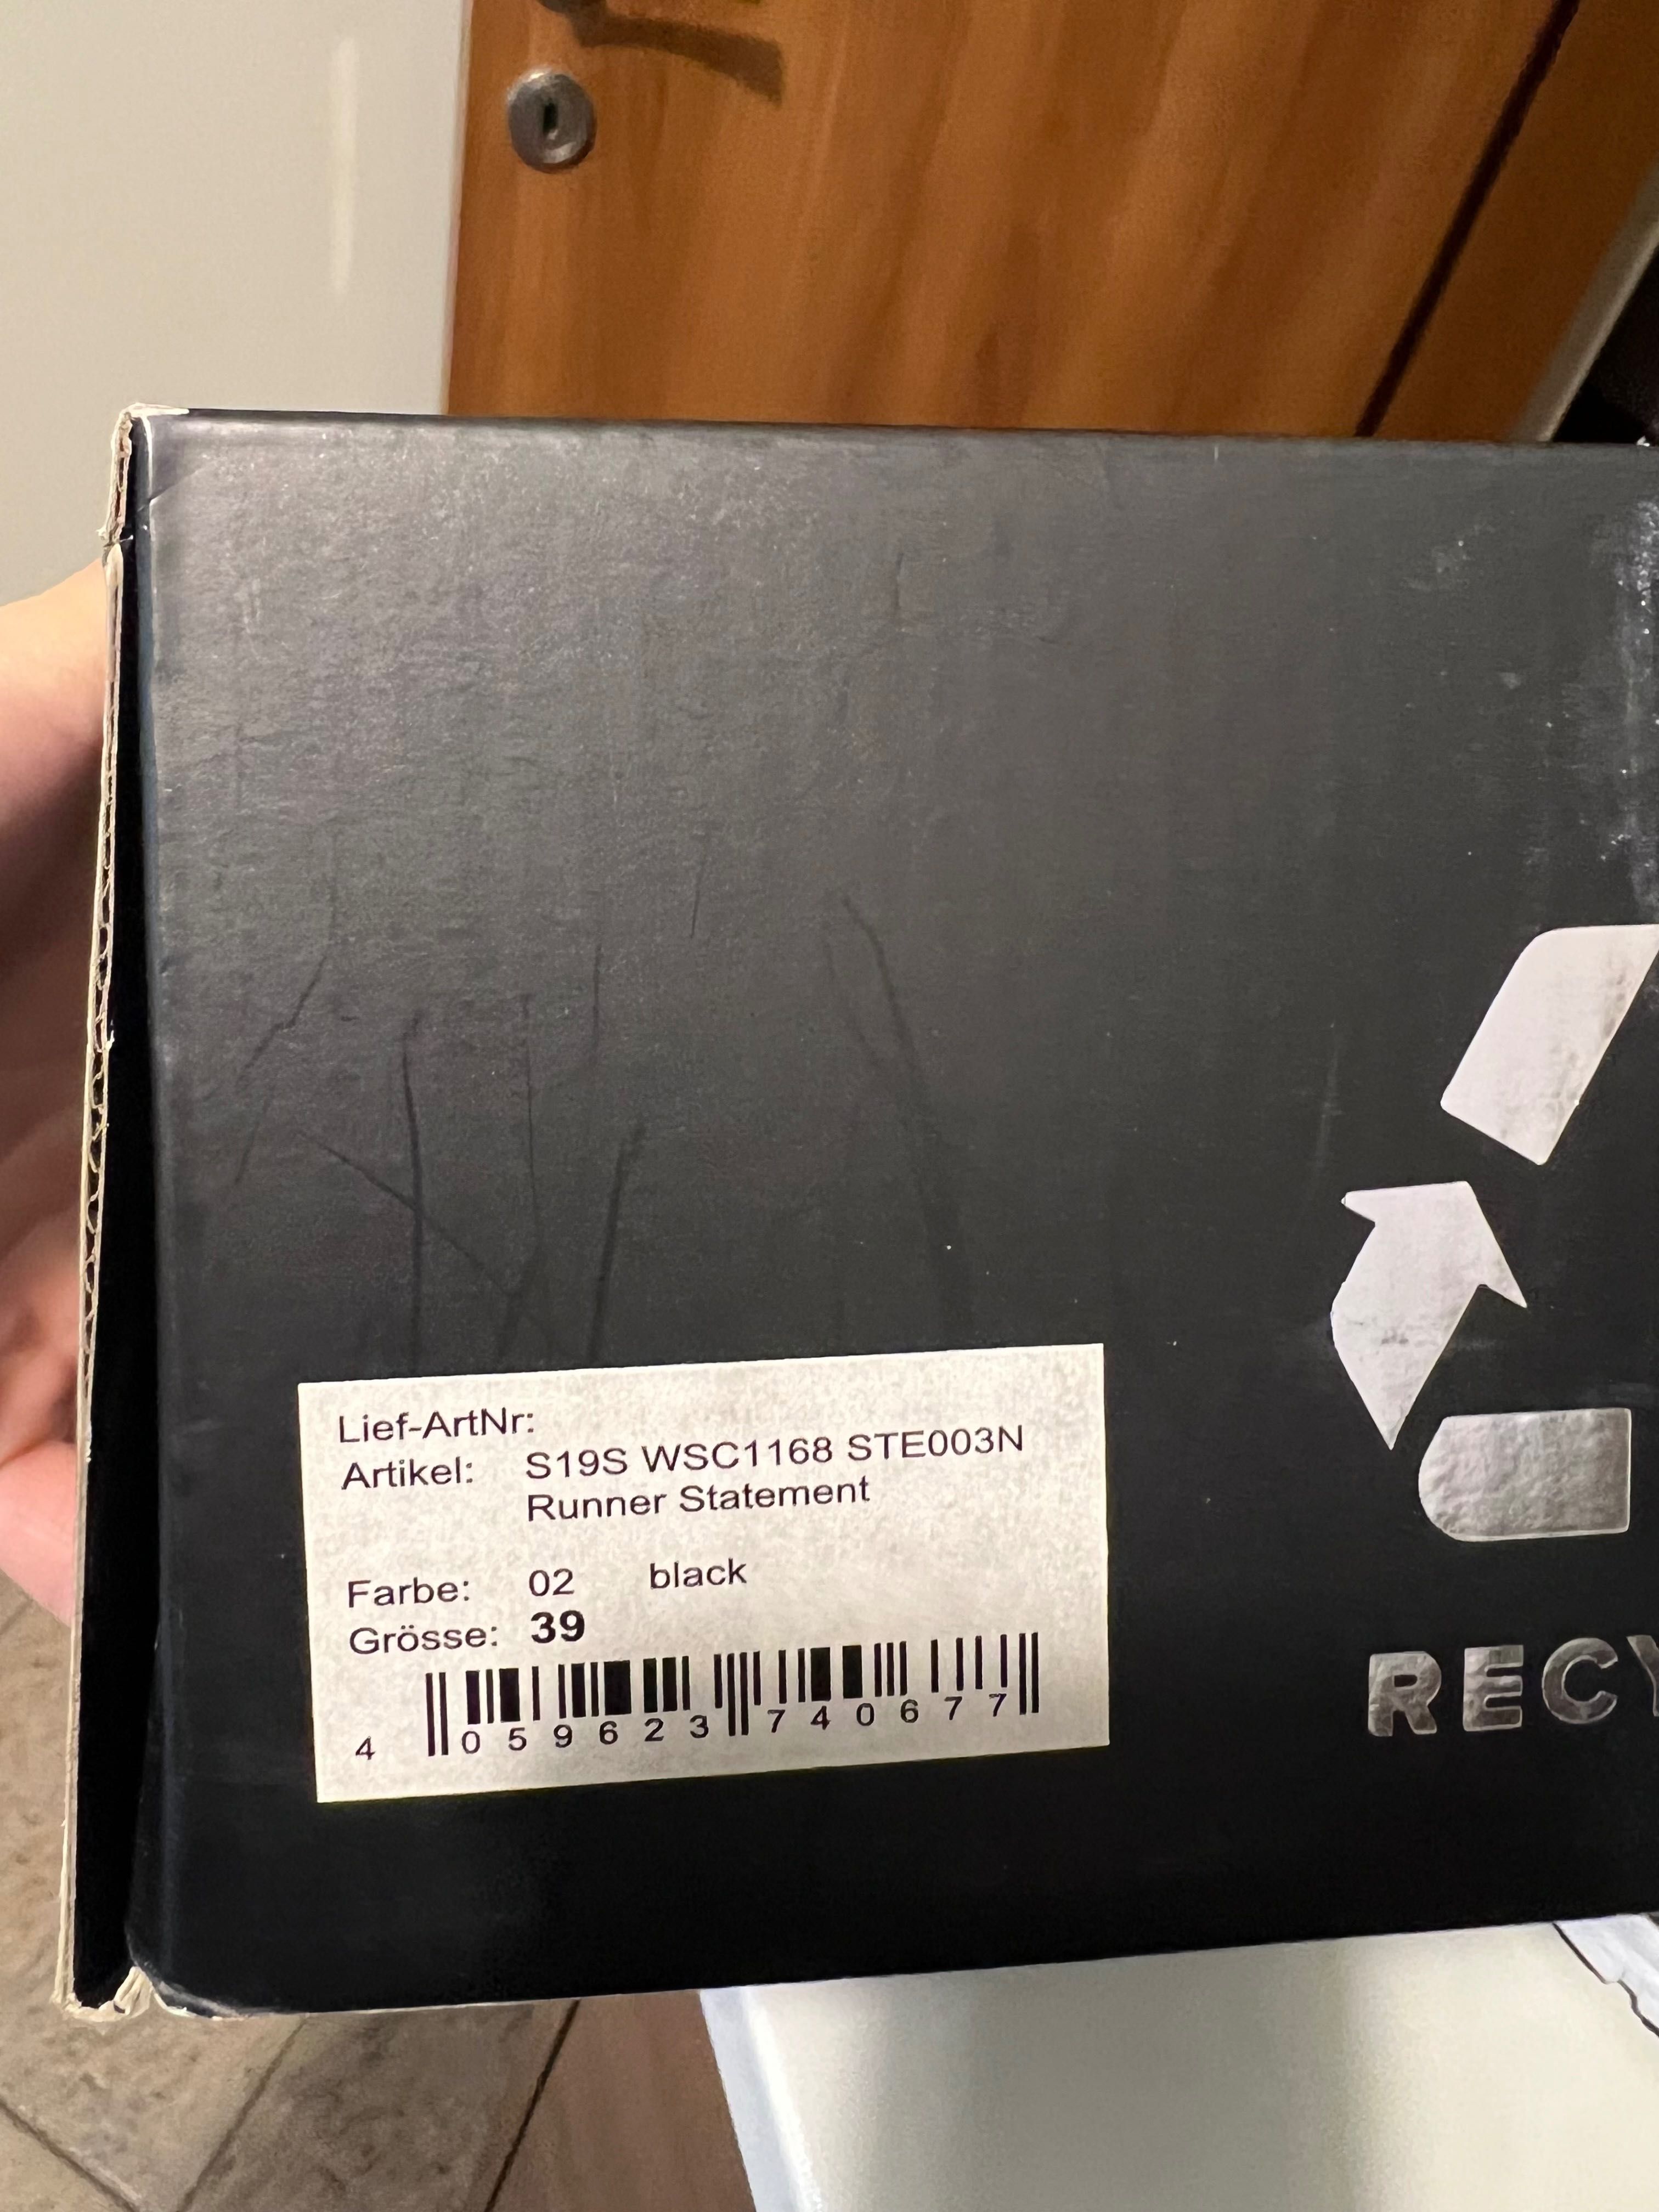 Lief-ArtNr:
Artikel: S19S WSC1168 STE003N
Runner Statement
Farbe: 02 black
Grösse: 39
4 059623 740677
RECY